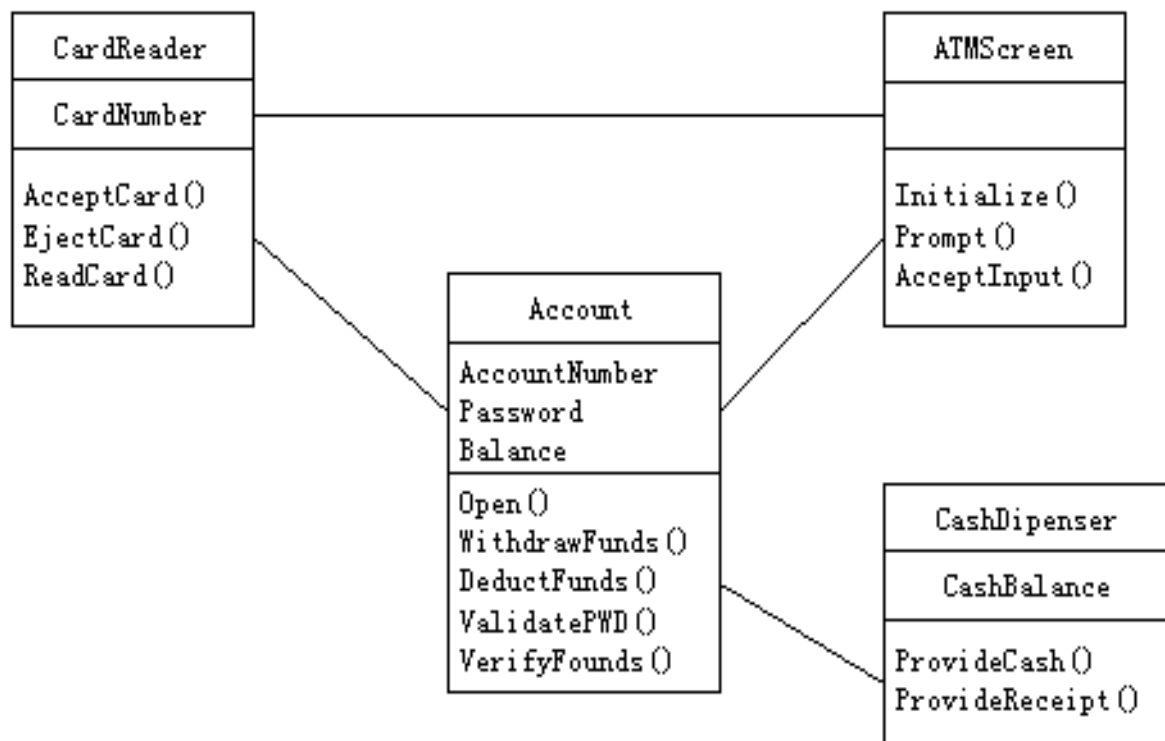 CardReader
CardNumber
AcceptCard()
EjectCard()
ReadCard()
ATMScreen
Initialize()
Prompt()
AcceptInput()
Account
AccountNumber
Password
Balance
Open()
WithdrawFunds()
DeductFunds()
ValidatePWD()
VerifyFounds()
CashDipenser
CashBalance
ProvideCash()
ProvideReceipt()